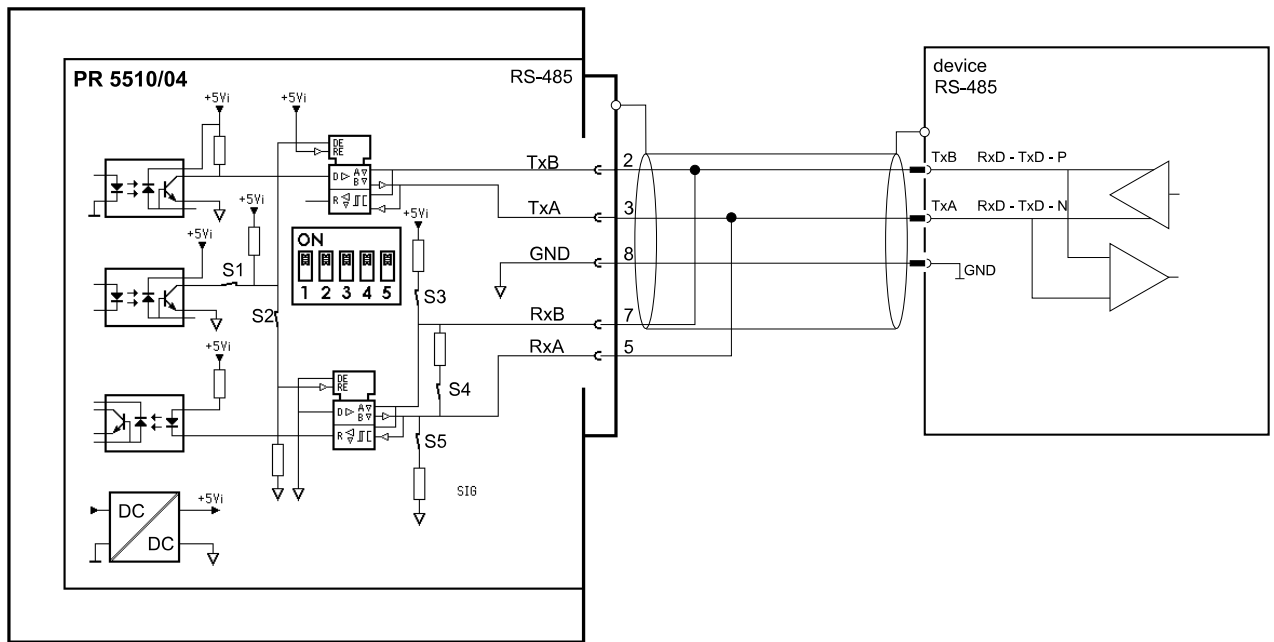 PR 5510/04
RS-485
device
RS-485
+5Vi
+5Vi
DE
RE
D
A
B
R
TxB
2
TxB
RxD - TxD - P
TxA
3
TxA
RxD - TxD - N
+5Vi
+5Vi
ON
1 2 3 4 5
+5Vi
GND
8
GND
S1
S2
S3
RxB
7
RxA
5
+5Vi
DE
RE
S4
D
A
B
R
S5
SIG
DC
DC
+5Vi